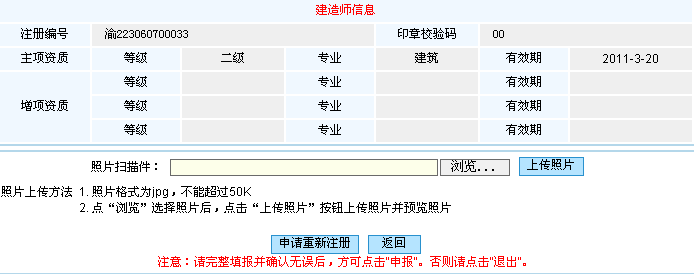 建造师信息
注册编号 渝223060700033 印章校验码 00
主项资质 等级 二级 专业 建筑 有效期 2011-3-20
等级 专业 有效期
增项资质 等级 专业 有效期
等级 专业 有效期
照片扫描件： 浏览... 上传照片
照片上传方法 1. 照片格式为jpg，不能超过50K
2. 点“浏览”选择照片后，点击“上传照片”按钮上传照片并预览照片
申请重新注册 返回
注意：请完整填报并确认无误后，方可点击"申报"。否则请点击"退出"。